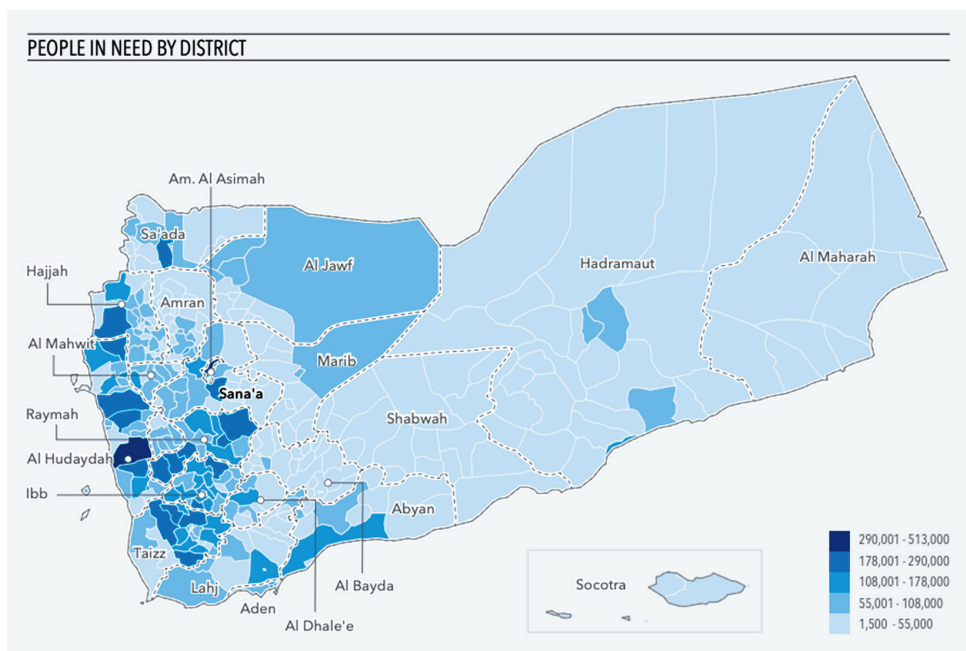 PEOPLE IN NEED BY DISTRICT
Am. Al Asimah
Sa'ada
Hajjah
Al Jawf
Hadramaut
Al Maharah
Amran
Al Mahwit
Marib
Sana'a
Raymah
Shabwah
Al Hudaydah
Ibb
Abyan
Taizz
Lahj
Al Bayda
Aden
Al Dhale'e
Socotra
290,001 - 513,000
178,001 - 290,000
108,001 - 178,000
55,001 - 108,000
1,500 - 55,000